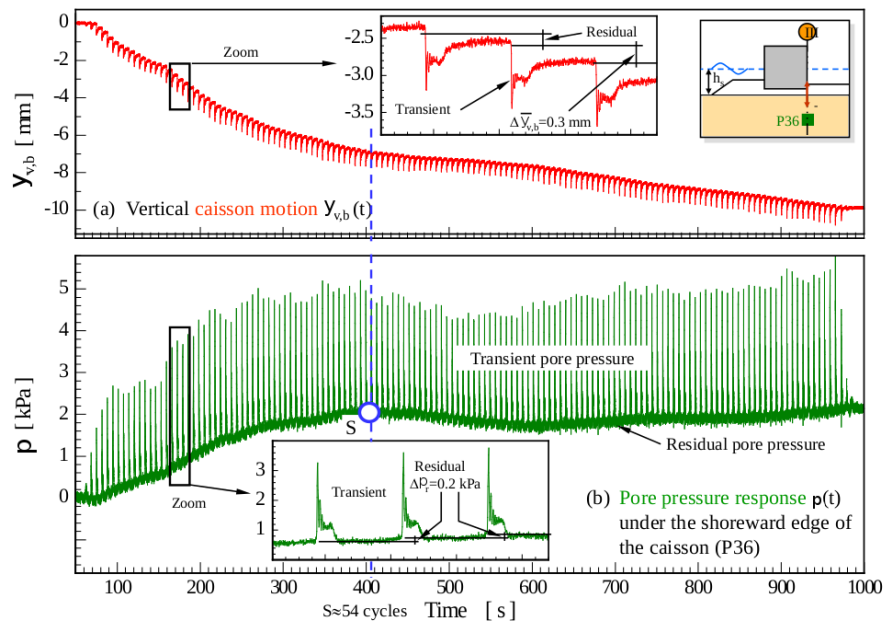 0
-2
-4
-6
-8
-10
y_v,b [ mm ]
Zoom
-2.5
-3.0
-3.5
Residual
Transient
Δy̅_v,b=0.3 mm
III
h_s
P36
(a) Vertical caisson motion y_v,b(t)
5
4
3
2
1
0
p [ kPa ]
Transient pore pressure
S
Residual pore pressure
Zoom
3
2
1
Transient
Residual
Δp_r=0.2 kPa
(b) Pore pressure response p(t)
under the shoreward edge of
the caisson (P36)
100 200 300 400 500 600 700 800 900 1000
S≈54 cycles Time [ s ]